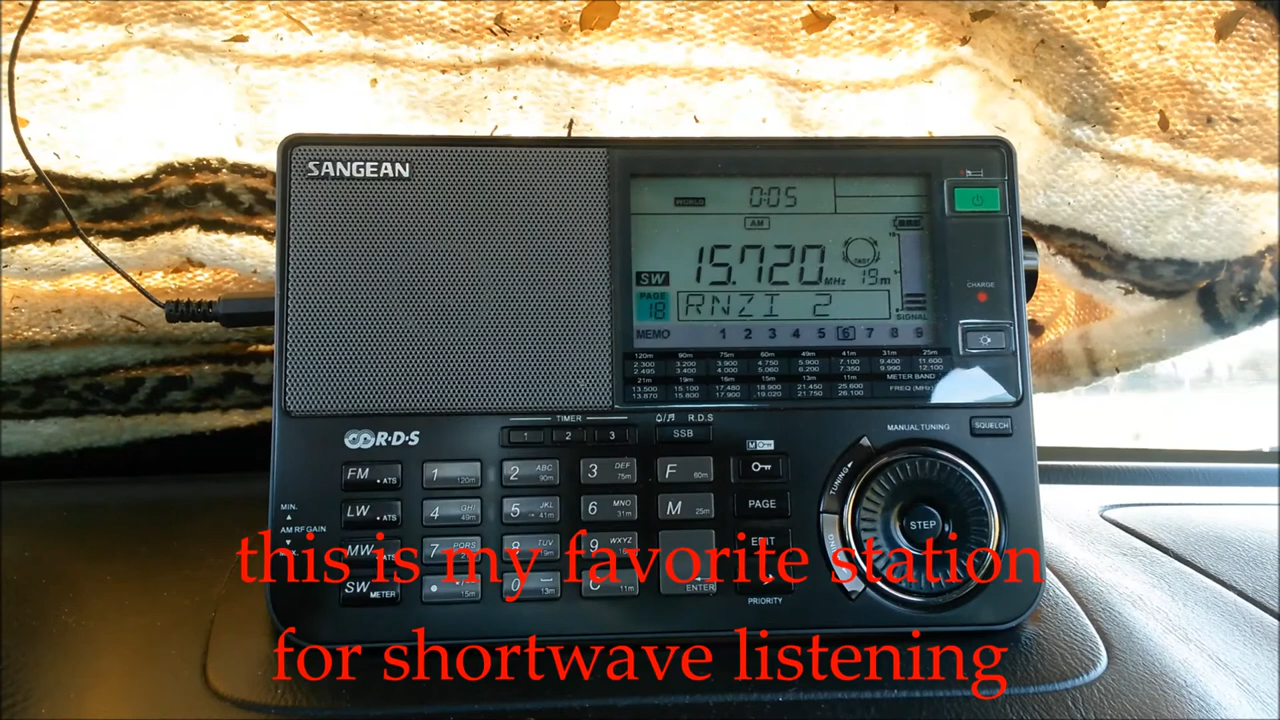 SANGEAN
WORLD 0:05
AM
SW 15.720 MHz FAST 19m
PAGE 18 RNZI 2 SIGNAL
MEMO 1 2 3 4 5 6 7 8 9
120m 90m 75m 60m 49m 41m 31m 25m
2.300 3.200 3.900 4.750 5.900 7.100 9.400 11.600
2.495 3.400 4.000 5.060 6.200 7.350 9.990 12.100
21m 19m 16m 15m 13m 11m METER BAND
13.500 15.100 17.480 18.900 21.450 25.600 FREQ (MHz)
13.870 15.800 17.900 19.020 21.750 26.100
CHARGE
TIMER R.D.S
1 2 3 SSB
MANUAL TUNING SQUELCH
R·D·S
FM • ATS 1 120m 2 ABC 90m 3 DEF 75m F 60m
LW • ATS 4 GHI 49m 5 JKL 41m 6 MNO 31m M 25m PAGE
TUNING STEP
MIN.
AM RF GAIN
MW ATS 7 PQRS 8 TUV 19m 9 WXYZ EDIT
SW METER 15m 0 13m C 11m ENTER
PRIORITY
this is my favorite station
for shortwave listening